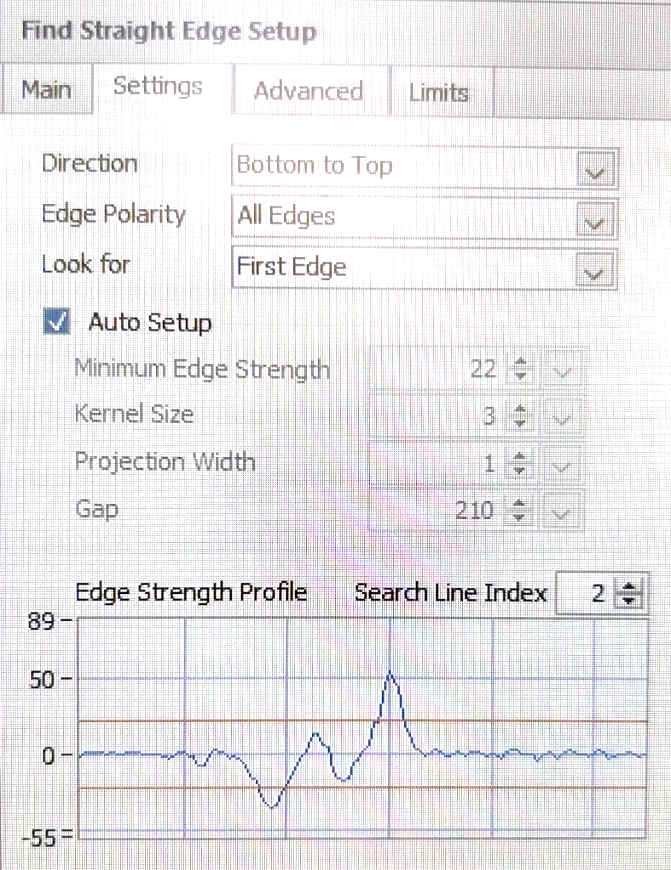 Find Straight Edge Setup
Main Settings Advanced Limits
Direction Bottom to Top
Edge Polarity All Edges
Look for First Edge
Auto Setup
Minimum Edge Strength 22
Kernel Size 3
Projection Width 1
Gap 210
Edge Strength Profile Search Line Index 2
89
50
0
-55